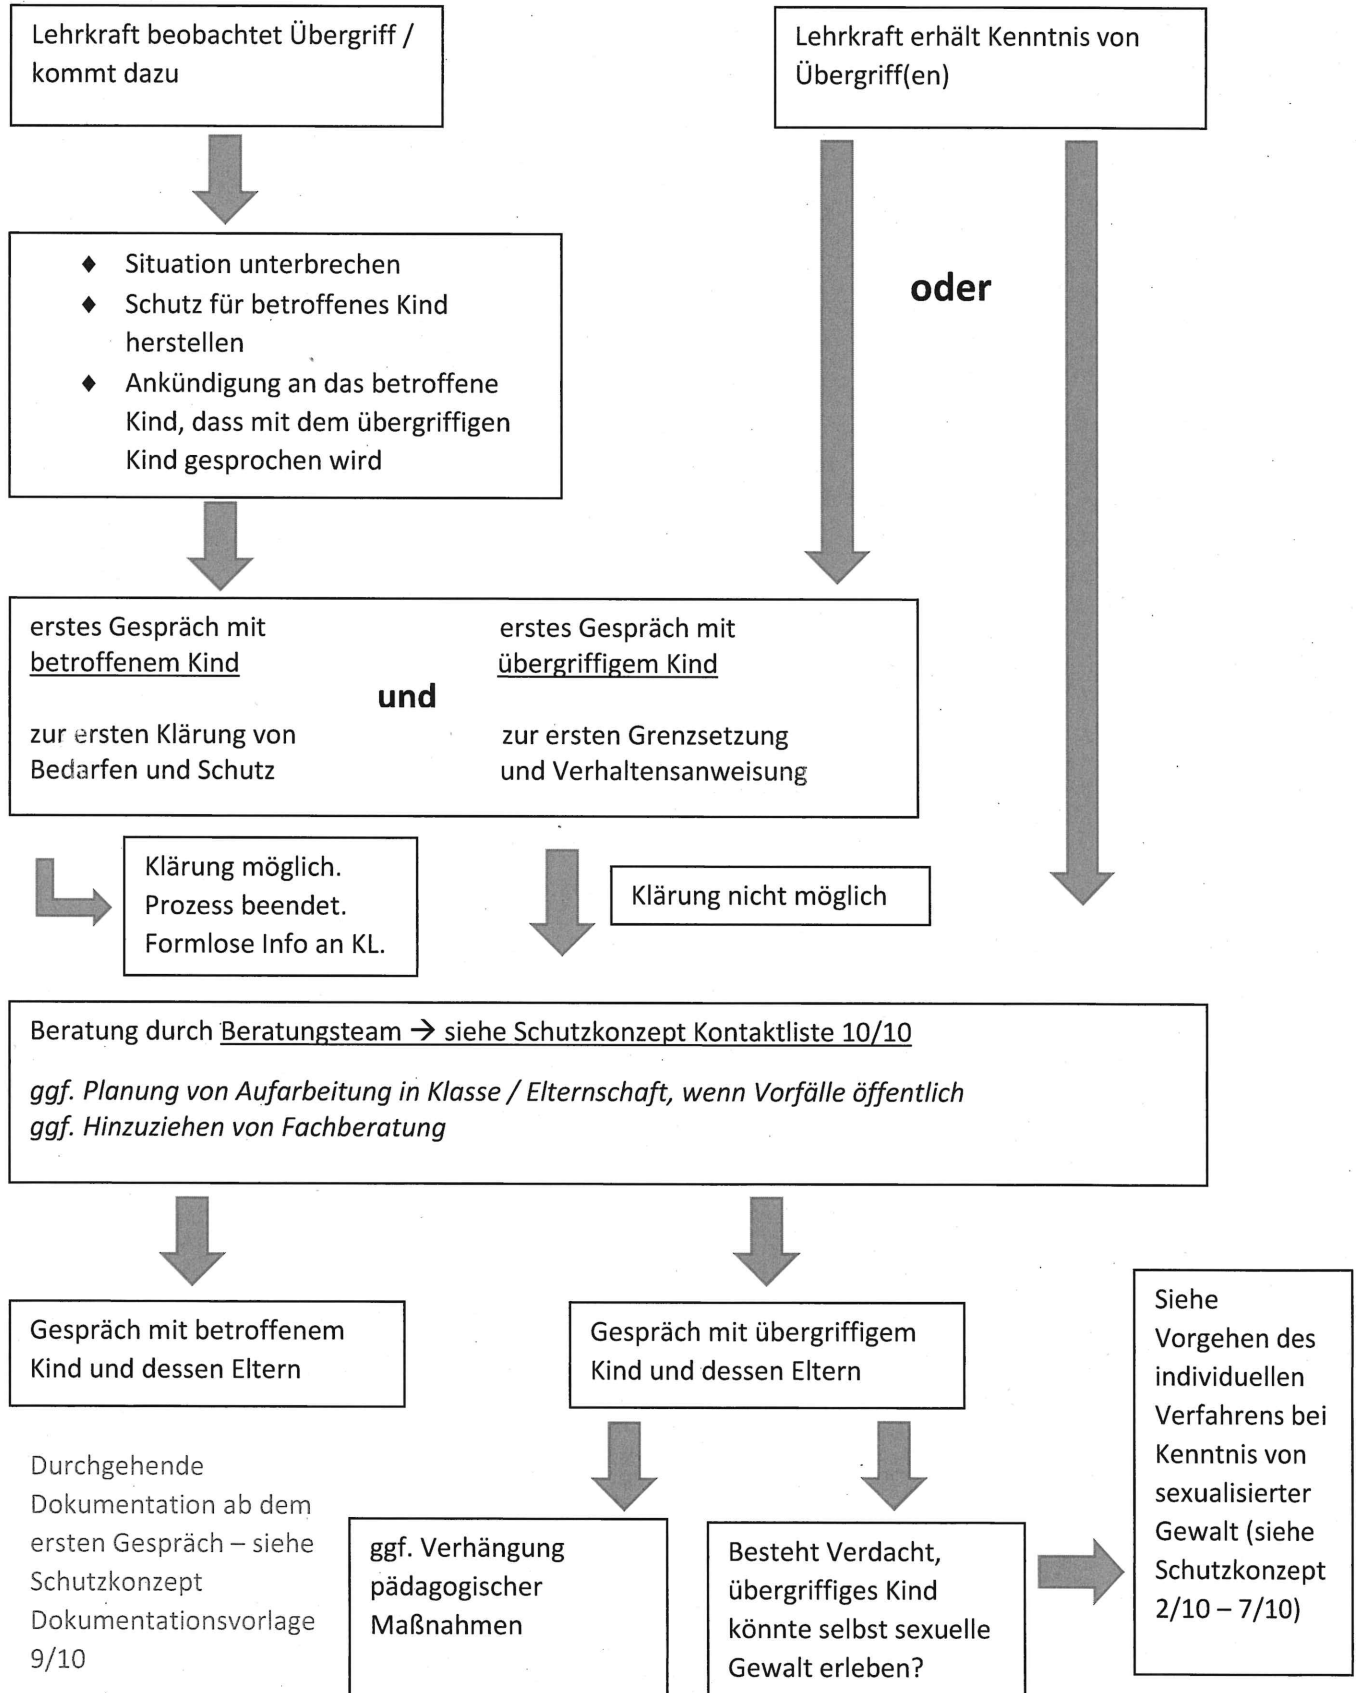 Lehrkraft beobachtet Übergriff /
kommt dazu
Lehrkraft erhält Kenntnis von
Übergriff(en)
♦ Situation unterbrechen
♦ Schutz für betroffenes Kind
herstellen
♦ Ankündigung an das betroffene
Kind, dass mit dem übergriffigen
Kind gesprochen wird
oder
erstes Gespräch mit
betroffenem Kind
zur ersten Klärung von
Bedarfen und Schutz
und
erstes Gespräch mit
übergriffigem Kind
zur ersten Grenzsetzung
und Verhaltensanweisung
Klärung möglich.
Prozess beendet.
Formlose Info an KL.
Klärung nicht möglich
Beratung durch Beratungsteam → siehe Schutzkonzept Kontaktliste 10/10
ggf. Planung von Aufarbeitung in Klasse / Elternschaft, wenn Vorfälle öffentlich
ggf. Hinzuziehen von Fachberatung
Gespräch mit betroffenem
Kind und dessen Eltern
Gespräch mit übergriffigem
Kind und dessen Eltern
Siehe
Vorgehen des
individuellen
Verfahrens bei
Kenntnis von
sexualisierter
Gewalt (siehe
Schutzkonzept
2/10 – 7/10)
Durchgehende
Dokumentation ab dem
ersten Gespräch – siehe
Schutzkonzept
Dokumentationsvorlage
9/10
ggf. Verhängung
pädagogischer
Maßnahmen
Besteht Verdacht,
übergriffiges Kind
könnte selbst sexuelle
Gewalt erleben?